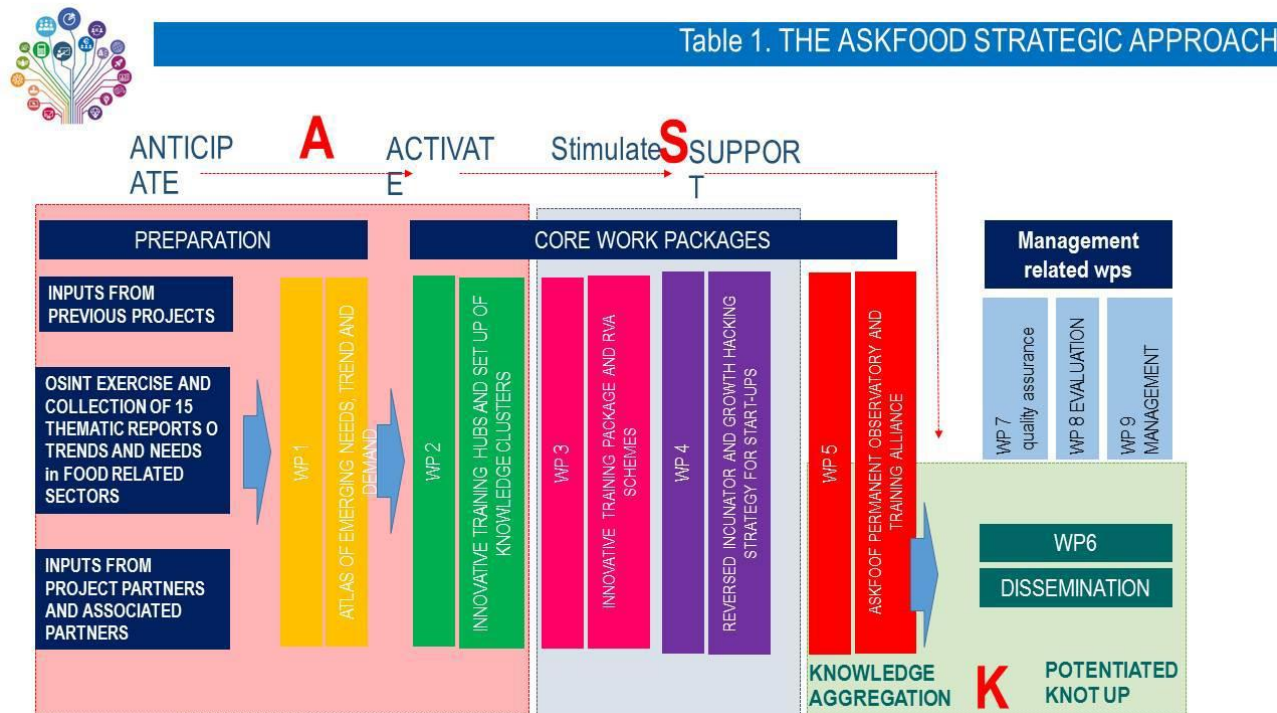 Table 1. THE ASKFOOD STRATEGIC APPROACH
ANTICIP
ATE
A
ACTIVAT
E
Stimulate
S
SUPPOR
T
PREPARATION
CORE WORK PACKAGES
Management
related wps
INPUTS FROM
PREVIOUS PROJECTS
OSINT EXERCISE AND
COLLECTION OF 15
THEMATIC REPORTS O
TRENDS AND NEEDS
in FOOD RELATED
SECTORS
INPUTS FROM
PROJECT PARTNERS
AND ASSOCIATED
PARTNERS
WP 1
ATLAS OF EMERGING NEEDS, TREND AND
DEMAND
WP 2
INNOVATIVE TRAINING HUBS AND SET UP OF
KNOWLEDGE CLUSTERS
WP 3
INNOVATIVE TRAINING PACKAGE AND RVA
SCHEMES
WP 4
REVERSED INCUNATOR AND GROWTH HACKING
STRATEGY FOR START-UPS
WP 5
ASKFOOF PERMANENT OBSERVATORY AND
TRAINING ALLIANCE
WP 7
quality assurance
WP 8 EVALUATION
WP 9
MANAGEMENT
WP6
DISSEMINATION
KNOWLEDGE
AGGREGATION
K
POTENTIATED
KNOT UP